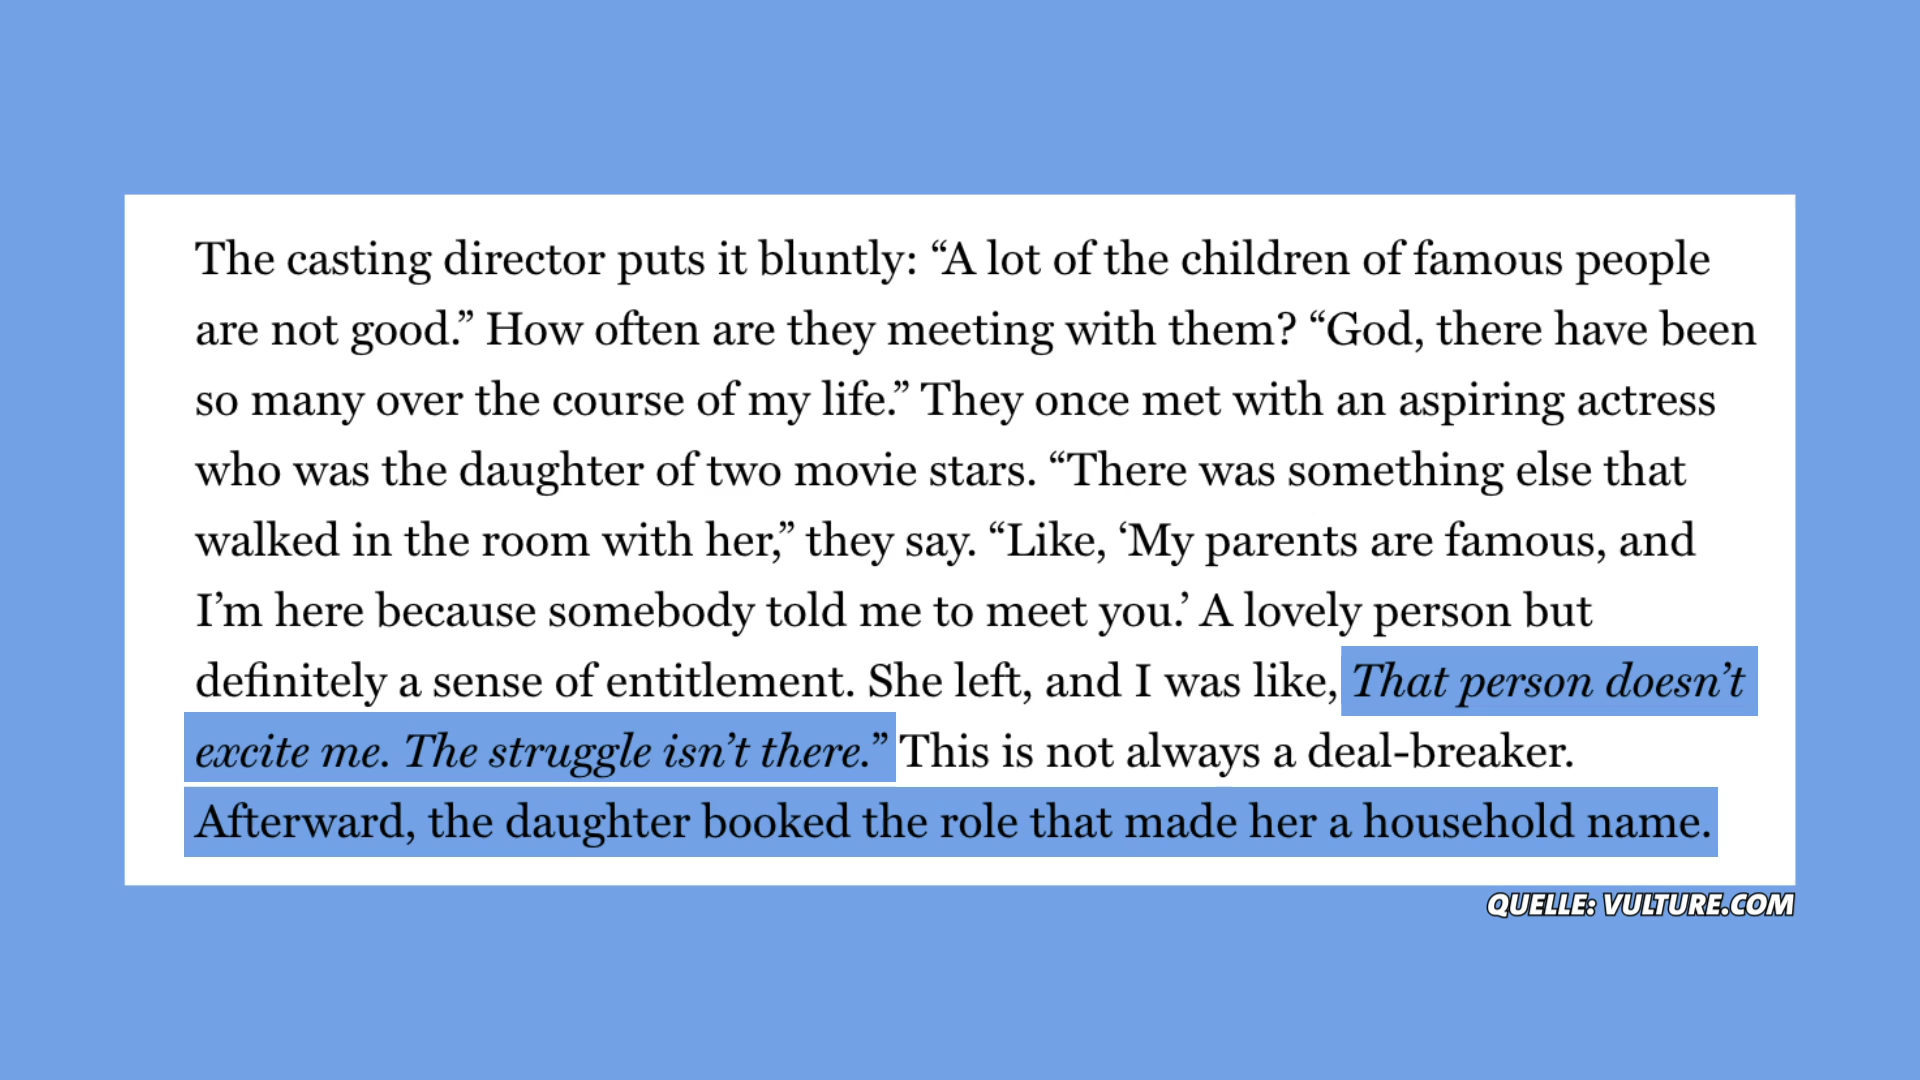 The casting director puts it bluntly: “A lot of the children of famous people
are not good.” How often are they meeting with them? “God, there have been
so many over the course of my life.” They once met with an aspiring actress
who was the daughter of two movie stars. “There was something else that
walked in the room with her,” they say. “Like, ‘My parents are famous, and
I’m here because somebody told me to meet you.’ A lovely person but
definitely a sense of entitlement. She left, and I was like, That person doesn’t
excite me. The struggle isn’t there.” This is not always a deal-breaker.
Afterward, the daughter booked the role that made her a household name.
QUELLE: VULTURE.COM